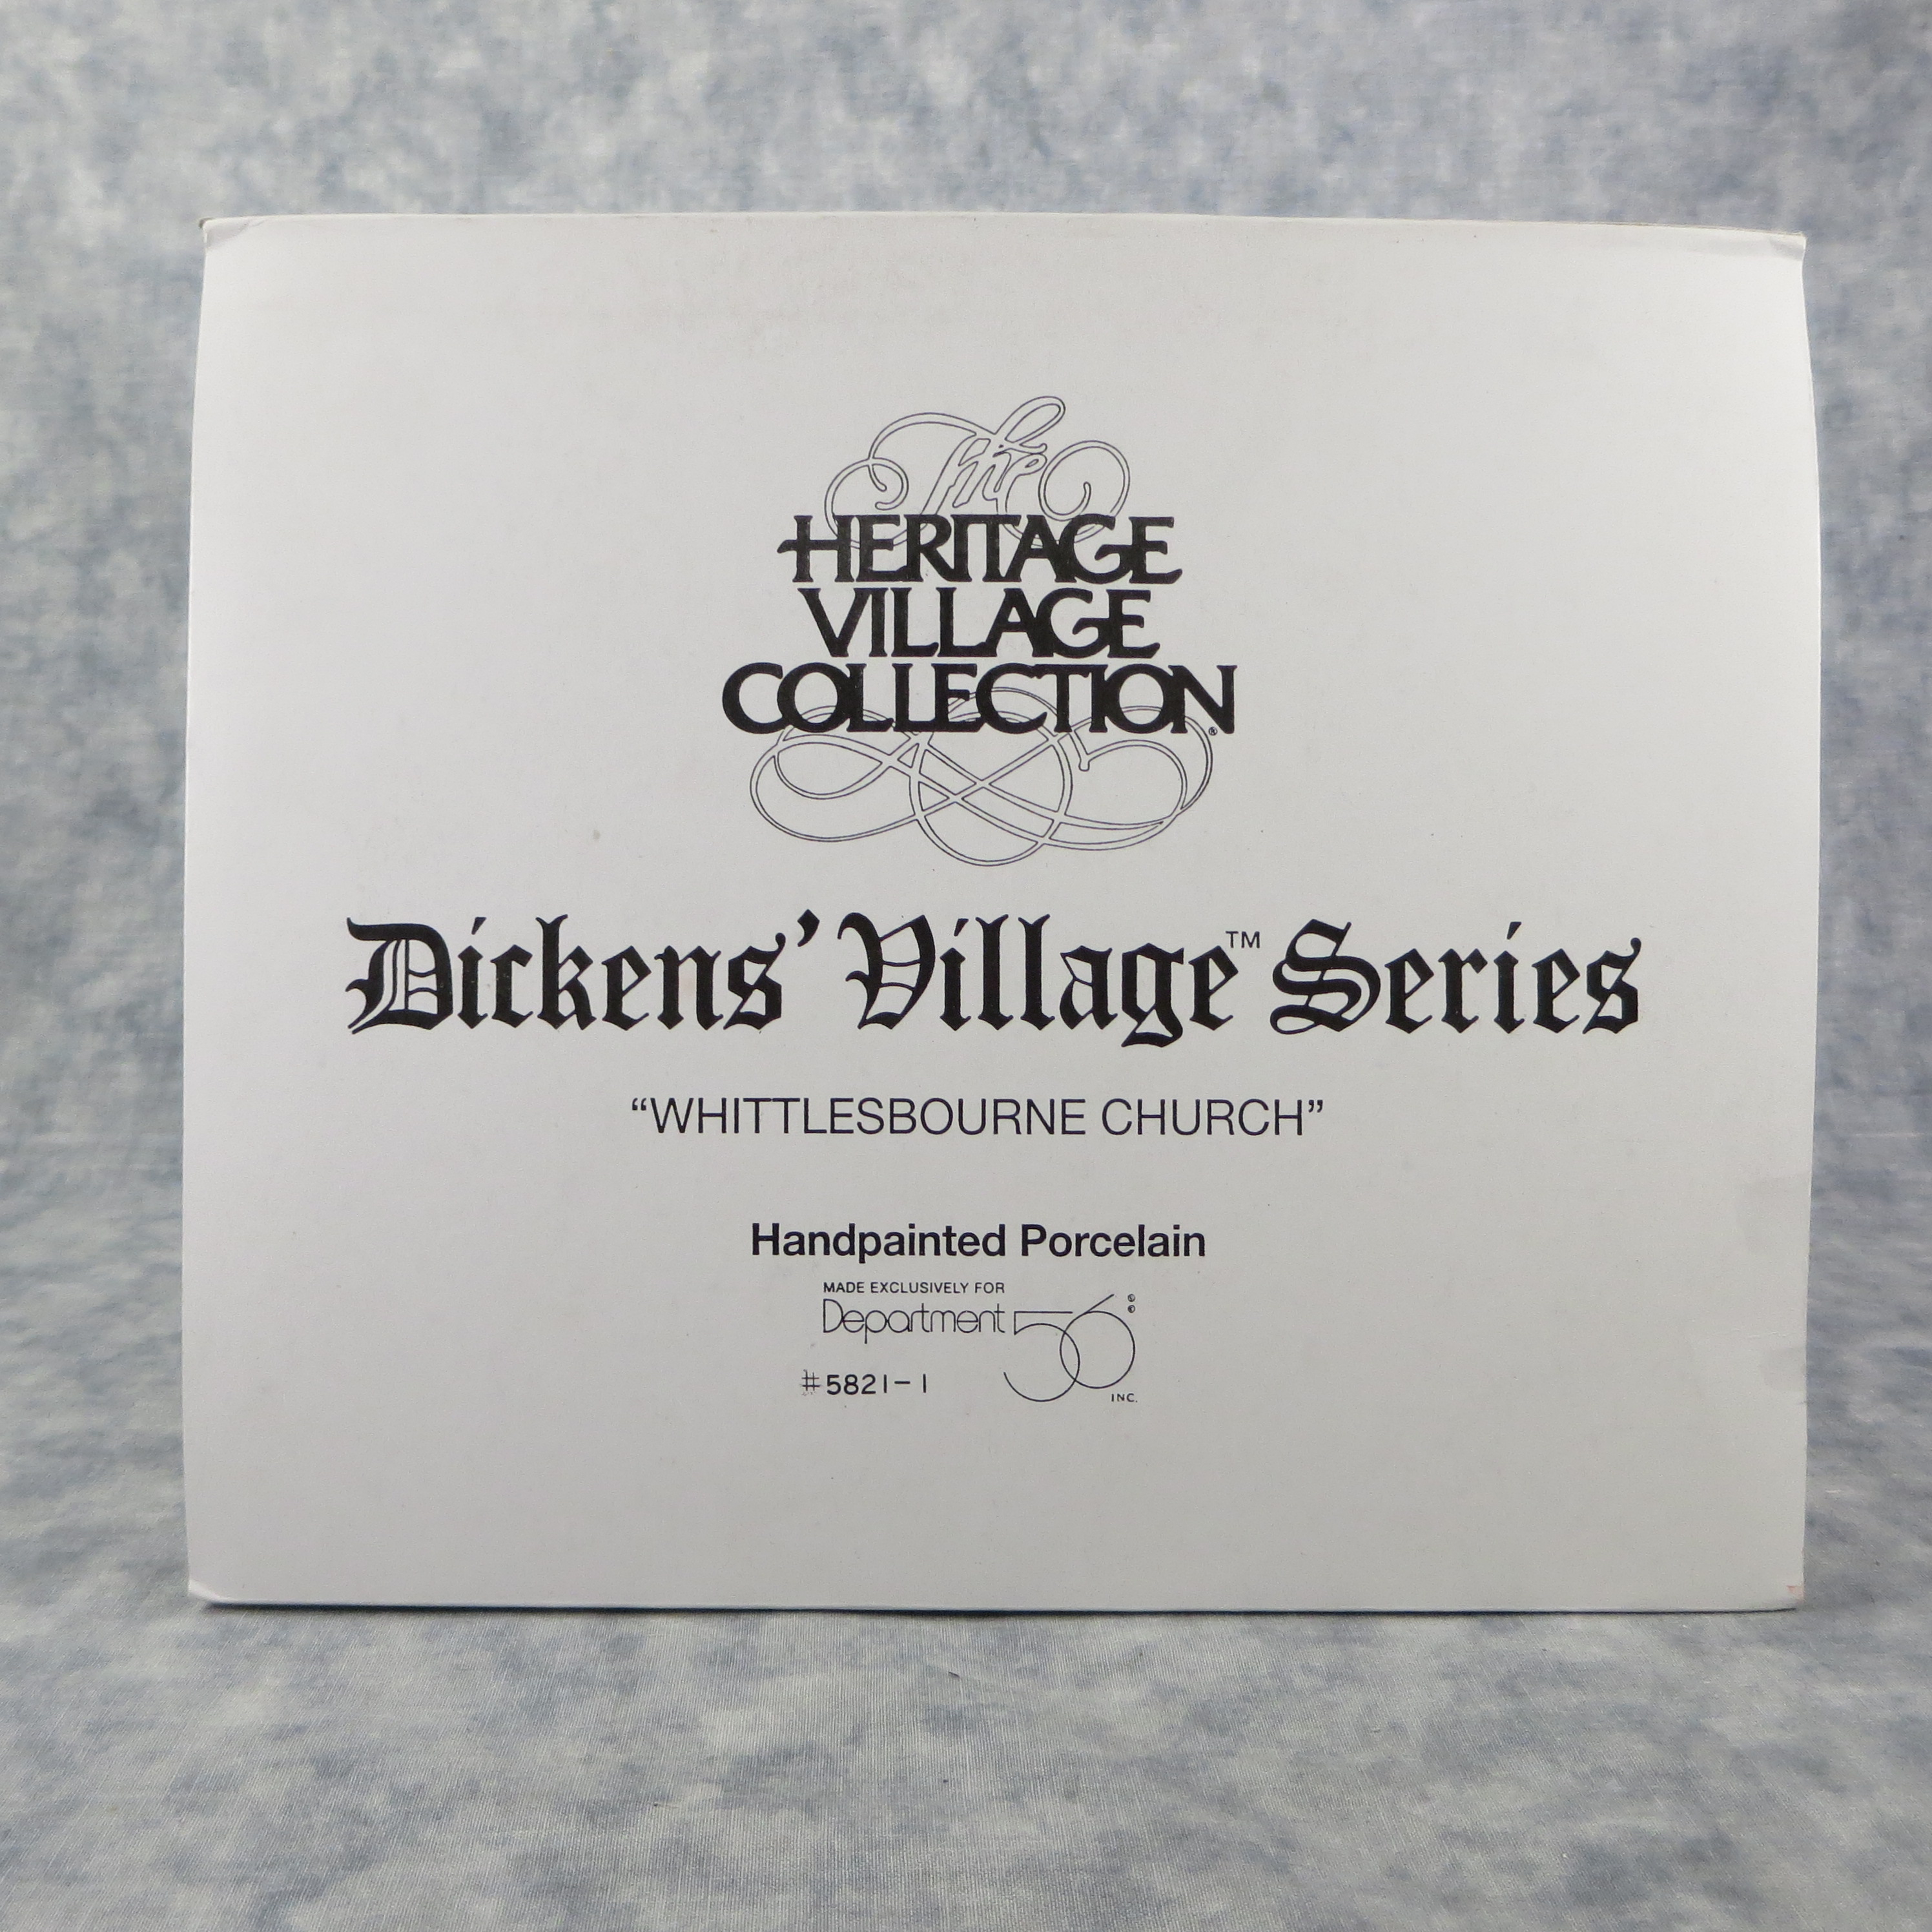 The
HERITAGE
VILLAGE
COLLECTION®
Dickens' Village™ Series
“WHITTLESBOURNE CHURCH”
Handpainted Porcelain
MADE EXCLUSIVELY FOR
Department 56®
#5821-1
INC.